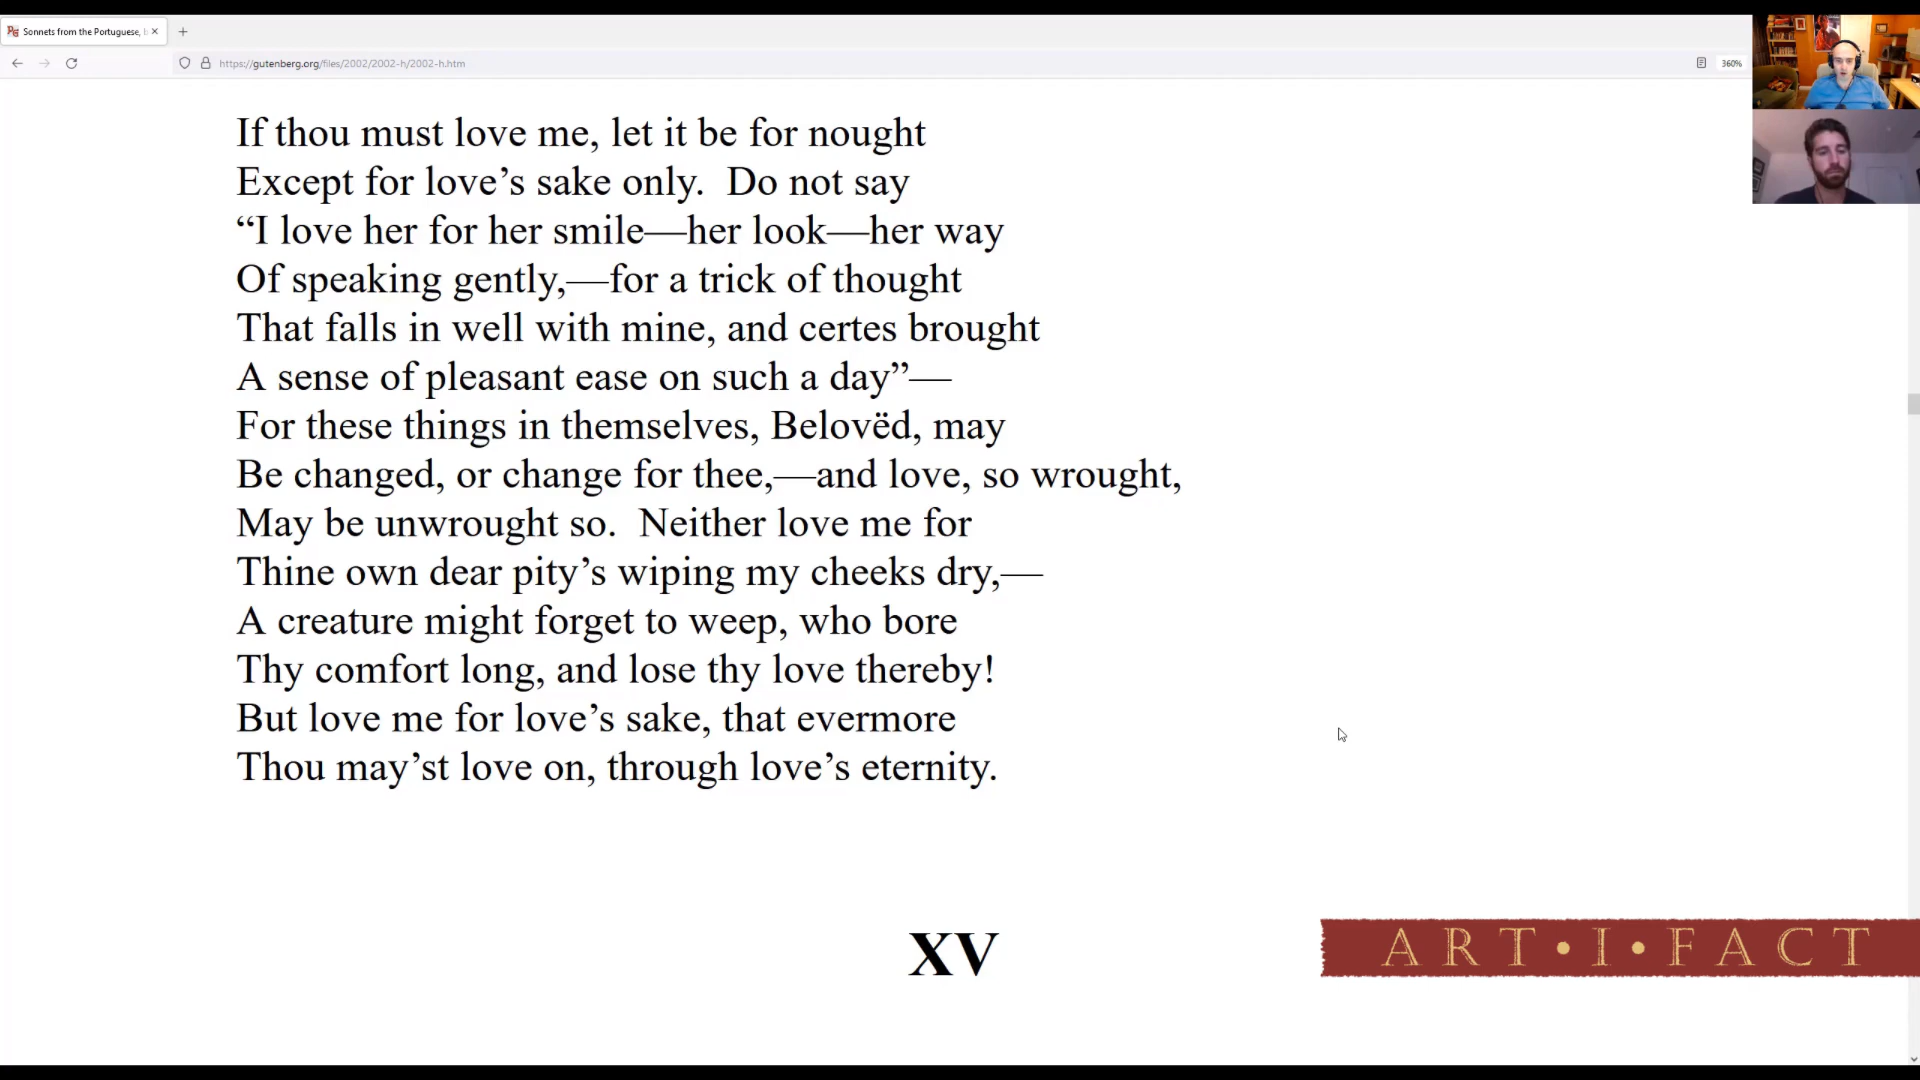 Sonnets from the Portuguese,
https://gutenberg.org/files/2002/2002-h/2002-h.htm
360%
If thou must love me, let it be for nought
Except for love’s sake only.  Do not say
“I love her for her smile—her look—her way
Of speaking gently,—for a trick of thought
That falls in well with mine, and certes brought
A sense of pleasant ease on such a day”—
For these things in themselves, Belovëd, may
Be changed, or change for thee,—and love, so wrought,
May be unwrought so.  Neither love me for
Thine own dear pity’s wiping my cheeks dry,—
A creature might forget to weep, who bore
Thy comfort long, and lose thy love thereby!
But love me for love’s sake, that evermore
Thou may’st love on, through love’s eternity.
XV
ART•I•FACT